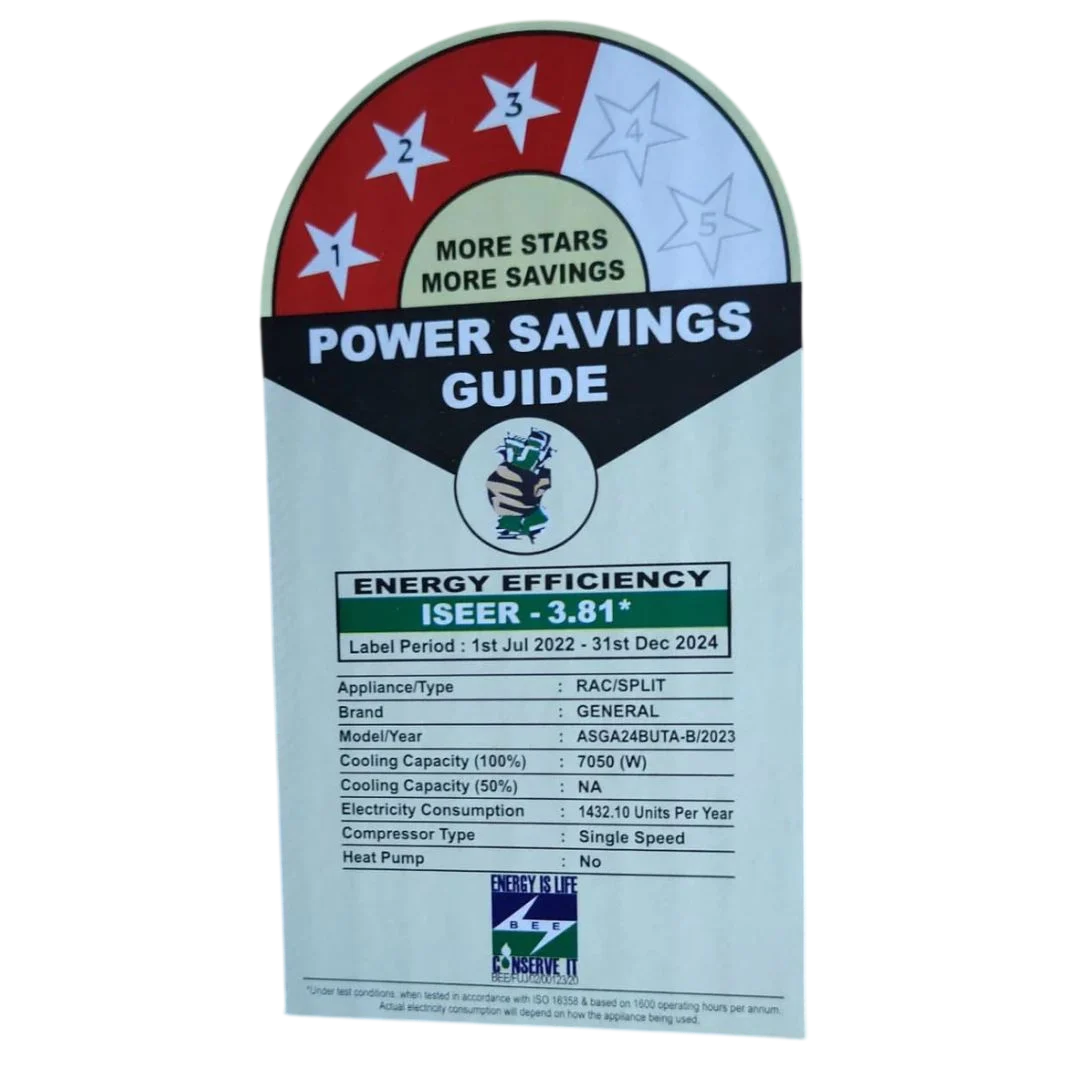 1
2
3
4
5
MORE STARS
MORE SAVINGS
POWER SAVINGS
GUIDE
ENERGY EFFICIENCY
ISEER - 3.81*
Label Period : 1st Jul 2022 - 31st Dec 2024
Appliance/Type : RAC/SPLIT
Brand : GENERAL
Model/Year : ASGA24BUTA-B/2023
Cooling Capacity (100%) : 7050 (W)
Cooling Capacity (50%) : NA
Electricity Consumption : 1432.10 Units Per Year
Compressor Type : Single Speed
Heat Pump : No
ENERGY IS LIFE
BEE
CONSERVE IT
*Under test conditions, when tested in accordance with ISO 16358 & based on 1600 operating hours per annum.
Actual electricity consumption will depend on how the appliance being used.